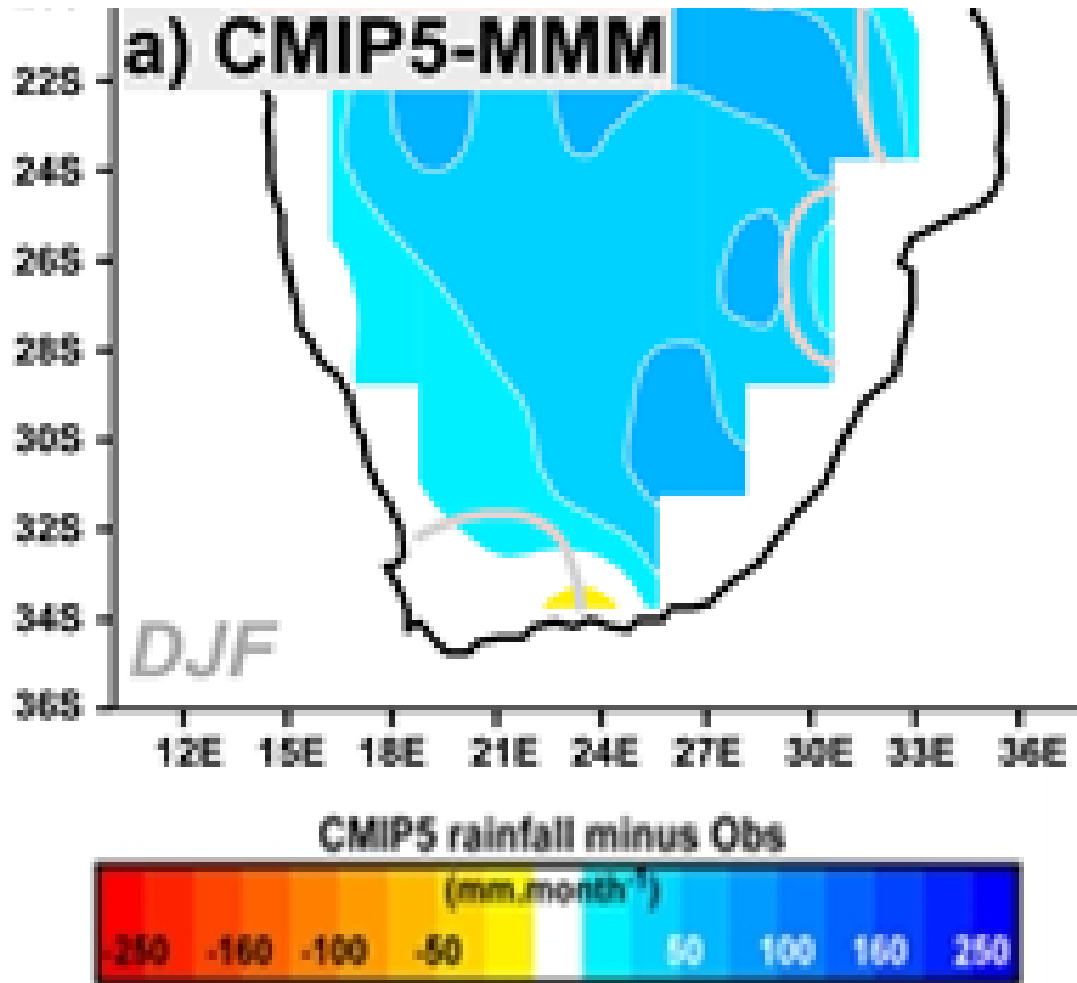 a) CMIP5-MMM
22S
24S
26S
28S
30S
32S
34S
36S
DJF
12E 15E 18E 21E 24E 27E 30E 33E 36E
CMIP5 rainfall minus Obs
(mm.month⁻¹)
-250 -160 -100 -50 50 100 160 250